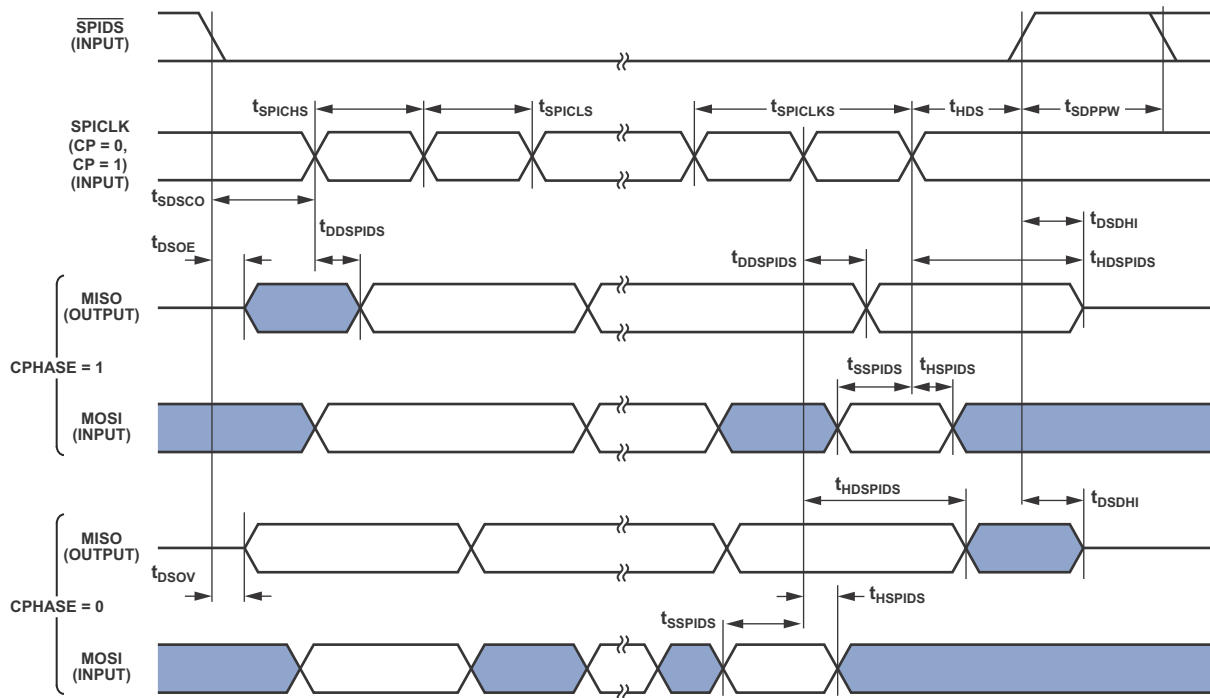 SPIDS
(INPUT)
tSPICHS
tSPICLS
tSPICLKS
tHDS
tSDPPW
SPICLK
(CP = 0,
CP = 1)
(INPUT)
tSDSCO
tDDSPIDS
tDSOE
tDSDHI
tDDSPIDS
tHDSPIDS
MISO
(OUTPUT)
CPHASE = 1
tSSPIDS
tHSPIDS
MOSI
(INPUT)
tHDSPIDS
tDSDHI
MISO
(OUTPUT)
tDSOV
CPHASE = 0
tHSPIDS
tSSPIDS
MOSI
(INPUT)